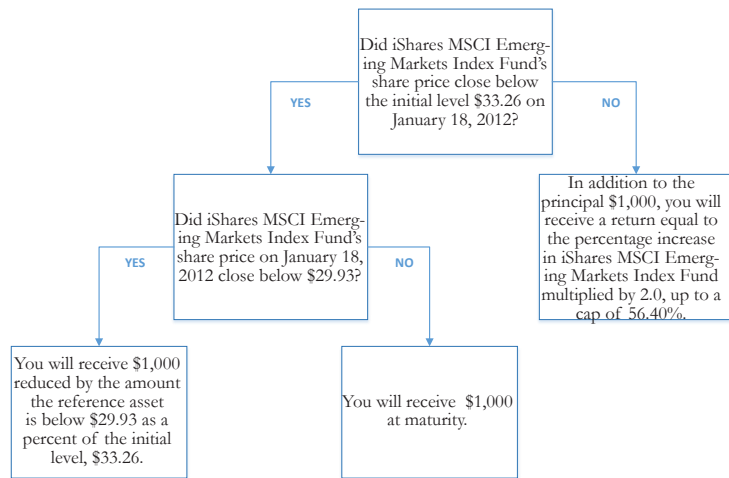 Did iShares MSCI Emerg-
ing Markets Index Fund's
share price close below
the initial level $33.26 on
January 18, 2012?
YES
NO
Did iShares MSCI Emerg-
ing Markets Index Fund's
share price on January 18,
2012 close below $29.93?
In addition to the
principal $1,000, you will
receive a return equal to
the percentage increase
in iShares MSCI Emerg-
ing Markets Index Fund
multiplied by 2.0, up to a
cap of 56.40%.
YES
NO
You will receive $1,000
reduced by the amount
the reference asset
is below $29.93 as a
percent of the initial
level, $33.26.
You will receive $1,000
at maturity.